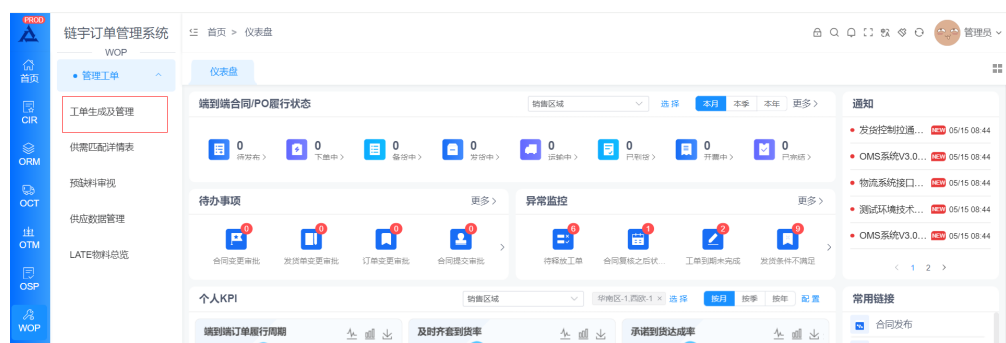 PROD
首页
CIR
ORM
OCT
OTM
OSP
WOP
链宇订单管理系统
WOP
管理工单
工单生成及管理
供需匹配详情表
预缺料审视
供应数据管理
LATE物料总览
首页 > 仪表盘
管理员
仪表盘
端到端合同/PO履行状态
销售区域
选择
本月 本季 本年 更多>
0 待发布>
0 下单中>
0 备货中>
0 发货中>
0 运输中>
0 已到货>
0 开票中>
0 已完结>
待办事项 更多>
0 合同变更审批
0 发货单变更审批
0 订单变更审批
0 合同提交审批
异常监控 更多>
6 待释放工单
1 合同复核之后状...
2 工单到期未完成
9 发货条件不满足
个人KPI
销售区域
华南区-1,西欧-1 × 选择
按月 按季 按年 配置
端到端订单履行周期
及时齐套到货率
承诺到货达成率
通知
发货控制拉通... NEW 05/15 08:44
OMS系统V3.0... NEW 05/15 08:44
物流系统接口... NEW 05/15 08:44
测试环境技术... NEW 05/15 08:44
OMS系统V3.0... NEW 05/15 08:44
< 1 2 >
常用链接
合同发布